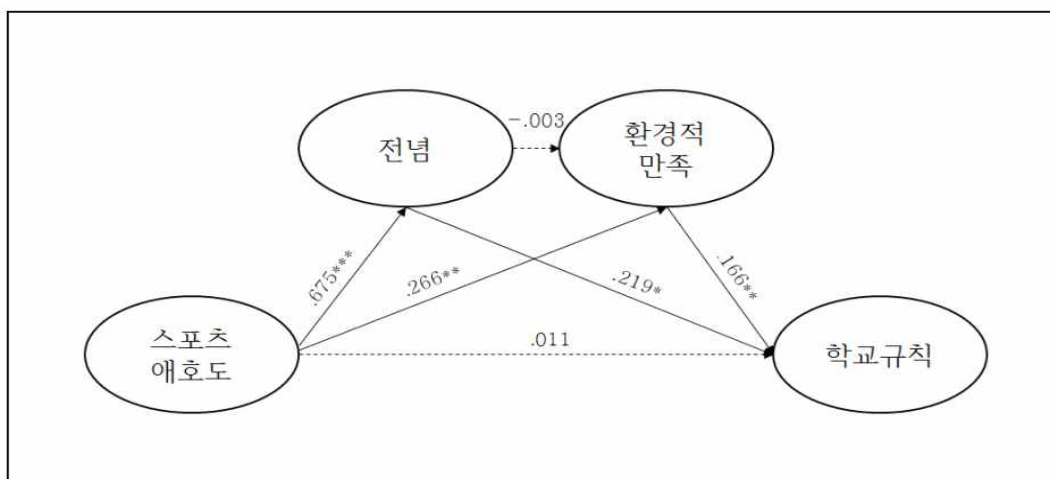 -.003
전념
환경적
만족
.675***
.266**
.219*
.166**
스포츠
애호도
.011
학교규칙